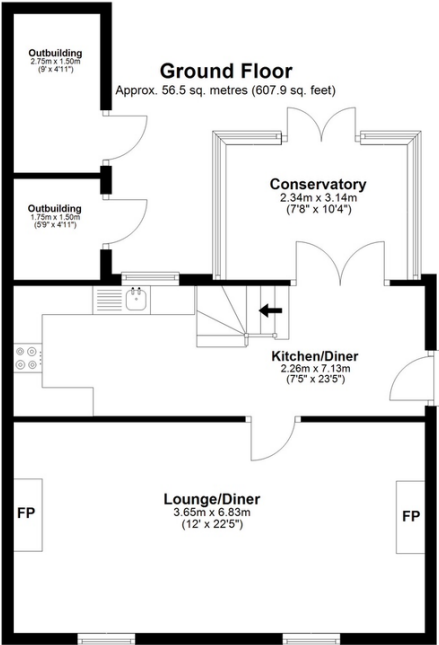 Outbuilding
2.75m x 1.50m
(9' x 4'11")
Ground Floor
Approx. 56.5 sq. metres (607.9 sq. feet)
Outbuilding
1.75m x 1.50m
(5'9" x 4'11")
Conservatory
2.34m x 3.14m
(7'8" x 10'4")
Kitchen/Diner
2.26m x 7.13m
(7'5" x 23'5")
Lounge/Diner
3.65m x 6.83m
(12' x 22'5")
FP
FP